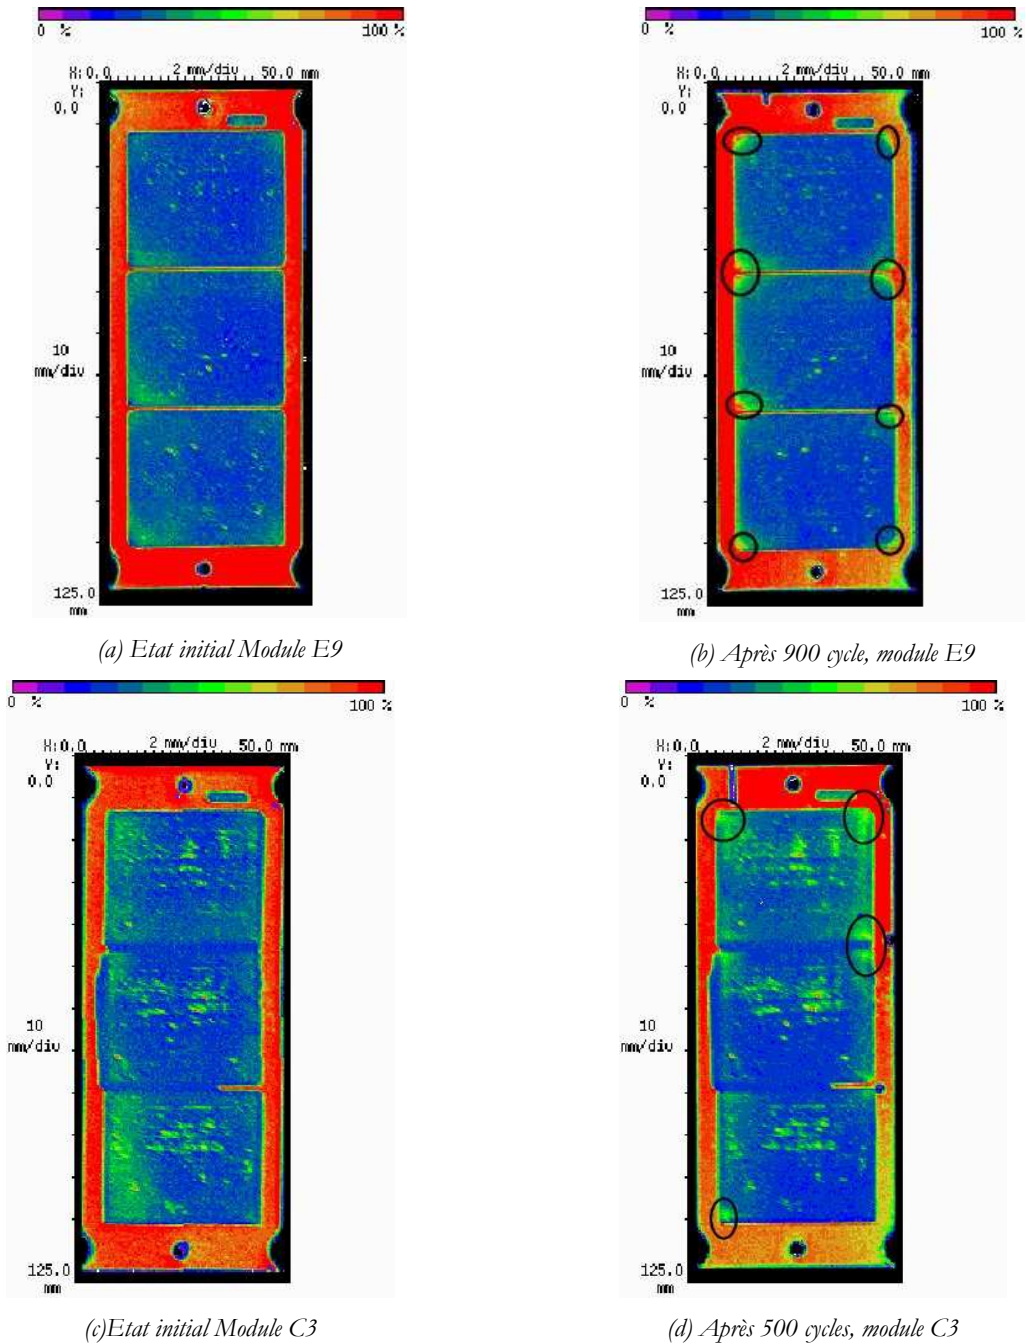 0 % 100 %
X: 0.0 2 mm/div 50.0 mm
Y:
0.0
10
mm/div
125.0
mm
(a) Etat initial Module E9
0 % 100 %
X: 0.0 2 mm/div 50.0 mm
Y:
0.0
10
mm/div
125.0
mm
(b) Après 900 cycle, module E9
0 % 100 %
X: 0.0 2 mm/div 50.0 mm
Y:
0.0
10
mm/div
125.0
mm
(c)Etat initial Module C3
0 % 100 %
X: 0.0 2 mm/div 50.0 mm
Y:
0.0
10
mm/div
125.0
mm
(d) Après 500 cycles, module C3